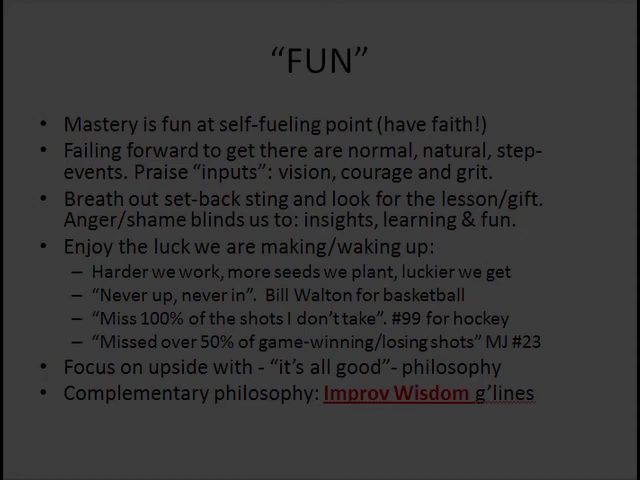 “FUN”
• Mastery is fun at self-fueling point (have faith!)
• Failing forward to get there are normal, natural, step-
events. Praise “inputs”: vision, courage and grit.
• Breath out set-back sting and look for the lesson/gift.
Anger/shame blinds us to: insights, learning & fun.
• Enjoy the luck we are making/waking up:
– Harder we work, more seeds we plant, luckier we get
– “Never up, never in”.  Bill Walton for basketball
– “Miss 100% of the shots I don’t take”. #99 for hockey
– “Missed over 50% of game-winning/losing shots” MJ #23
• Focus on upside with - “it’s all good”- philosophy
• Complementary philosophy: Improv Wisdom g’lines